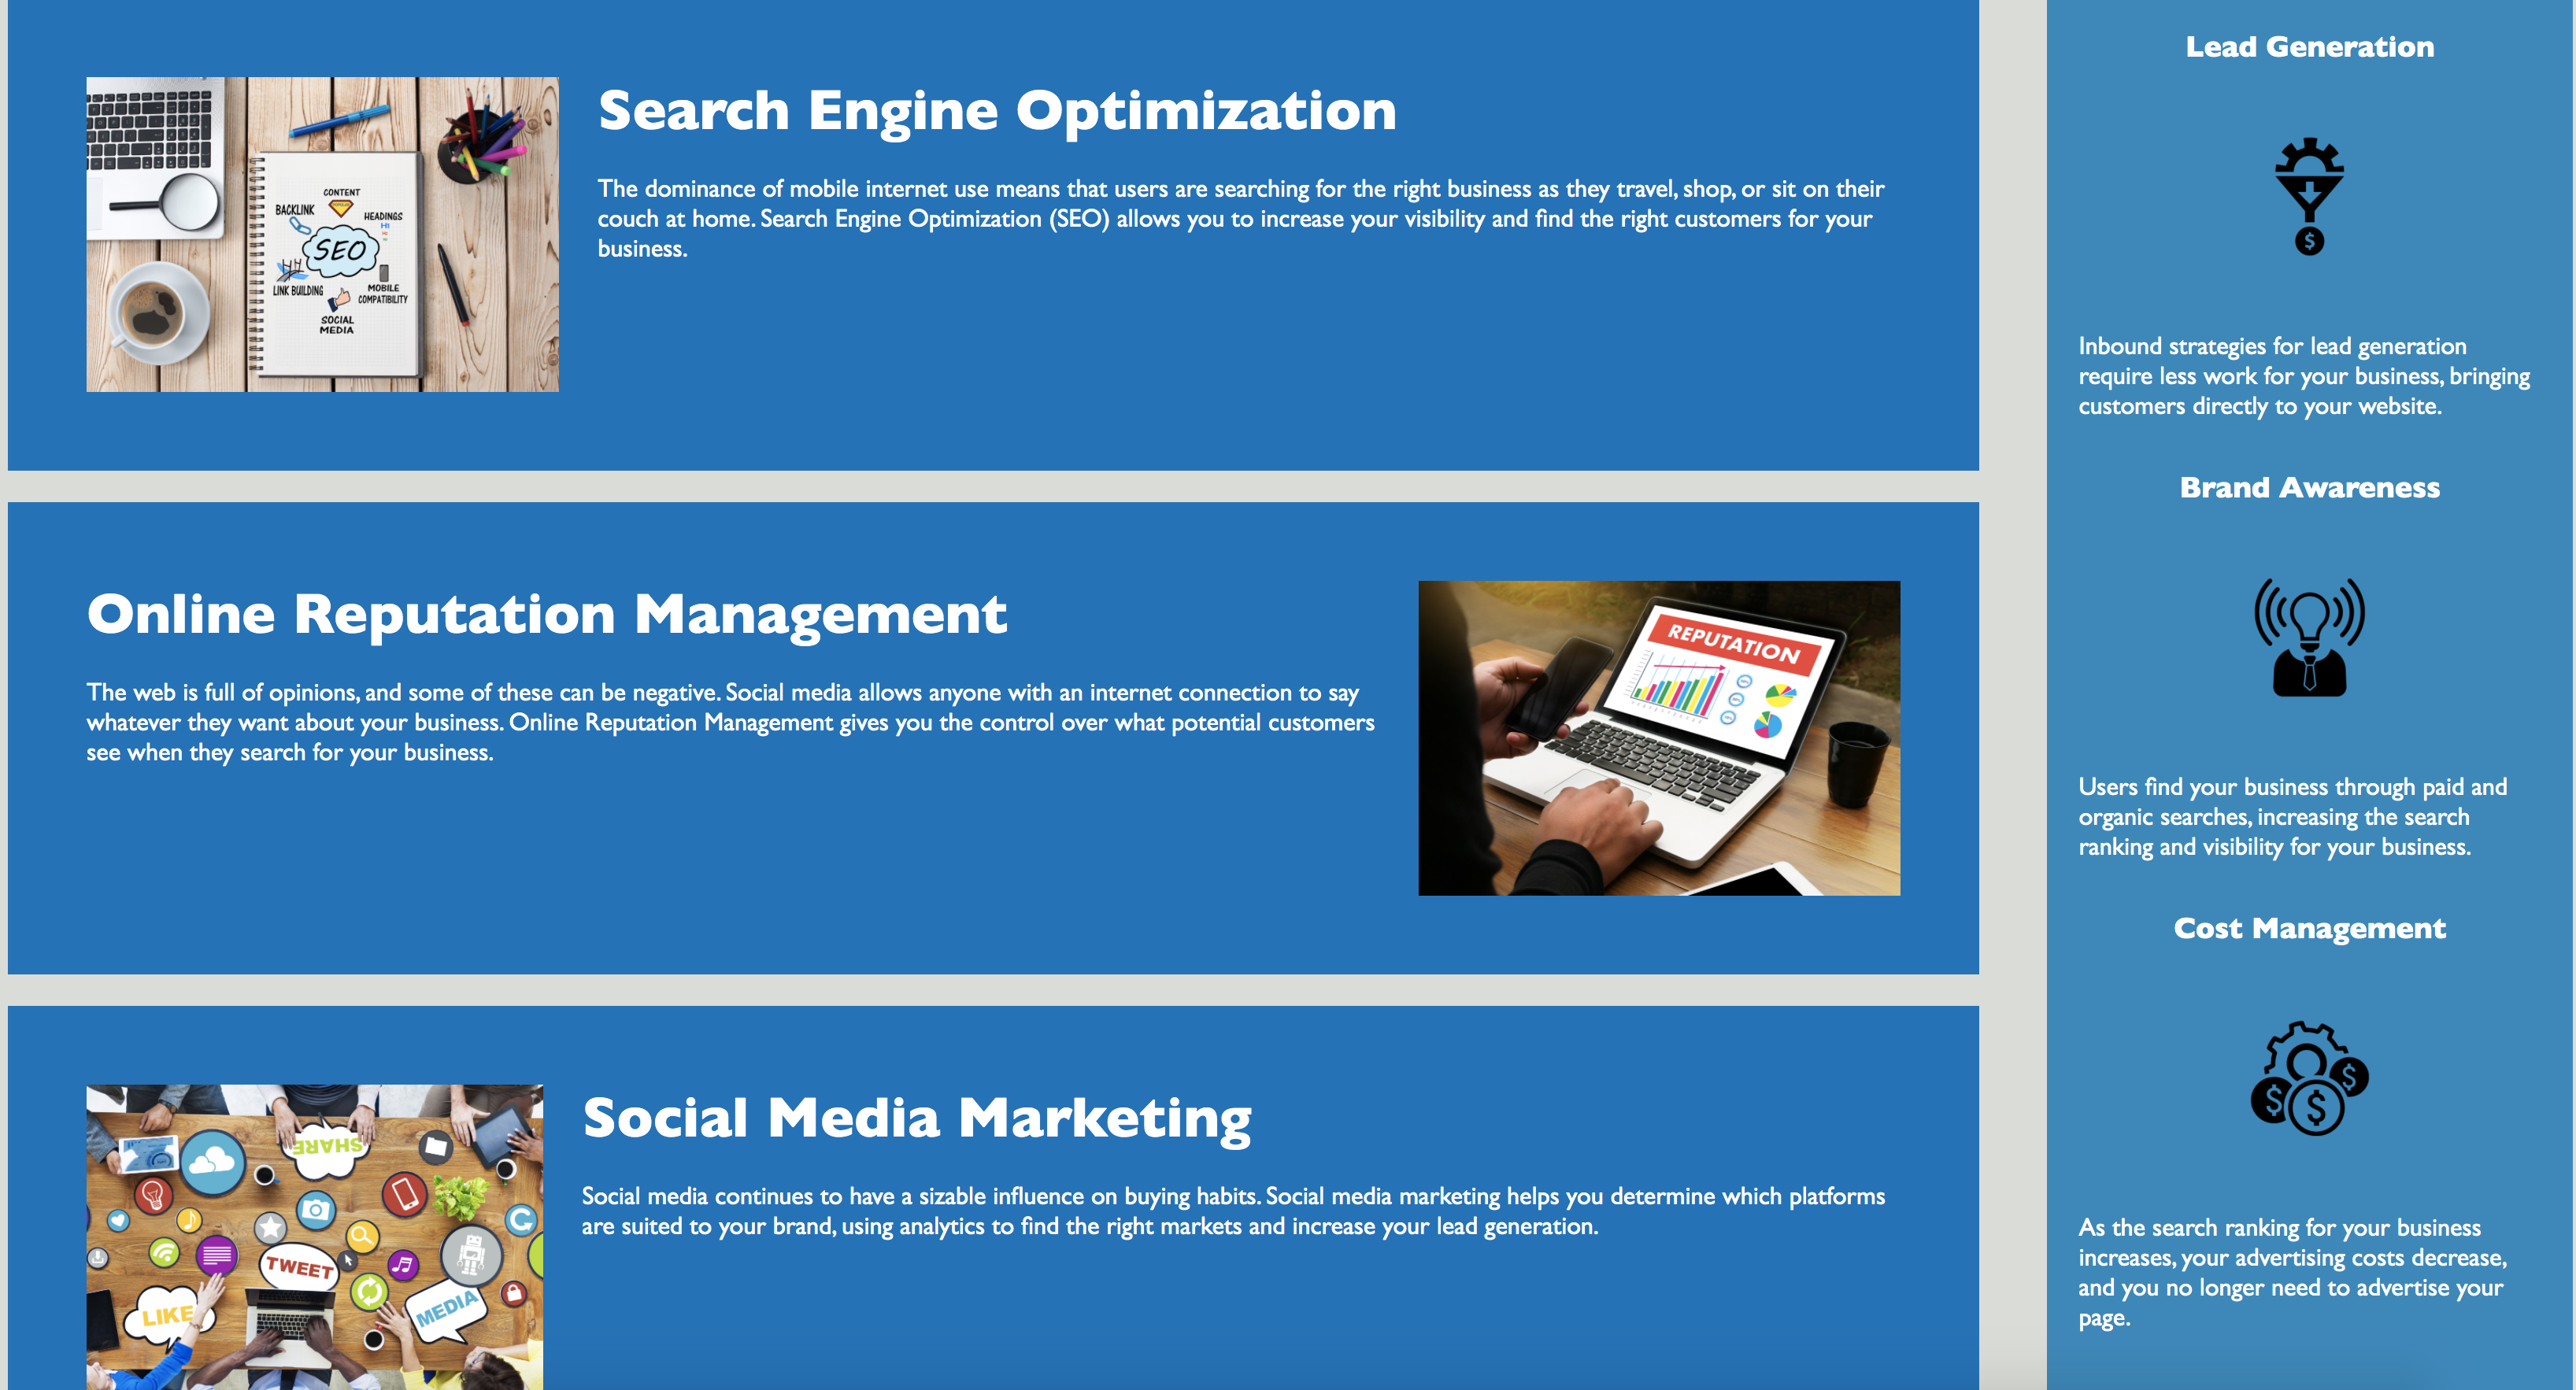 Search Engine Optimization
The dominance of mobile internet use means that users are searching for the right business as they travel, shop, or sit on their
couch at home. Search Engine Optimization (SEO) allows you to increase your visibility and find the right customers for your
business.
CONTENT
BACKLINK
HEADINGS
H1
SEO
LINK BUILDING
MOBILE
COMPATIBILITY
SOCIAL
MEDIA
Online Reputation Management
The web is full of opinions, and some of these can be negative. Social media allows anyone with an internet connection to say
whatever they want about your business. Online Reputation Management gives you the control over what potential customers
see when they search for your business.
REPUTATION
Social Media Marketing
Social media continues to have a sizable influence on buying habits. Social media marketing helps you determine which platforms
are suited to your brand, using analytics to find the right markets and increase your lead generation.
SHARE
TWEET
LIKE
MEDIA
Lead Generation
$
Inbound strategies for lead generation
require less work for your business, bringing
customers directly to your website.
Brand Awareness
Users find your business through paid and
organic searches, increasing the search
ranking and visibility for your business.
Cost Management
$ $ $
As the search ranking for your business
increases, your advertising costs decrease,
and you no longer need to advertise your
page.